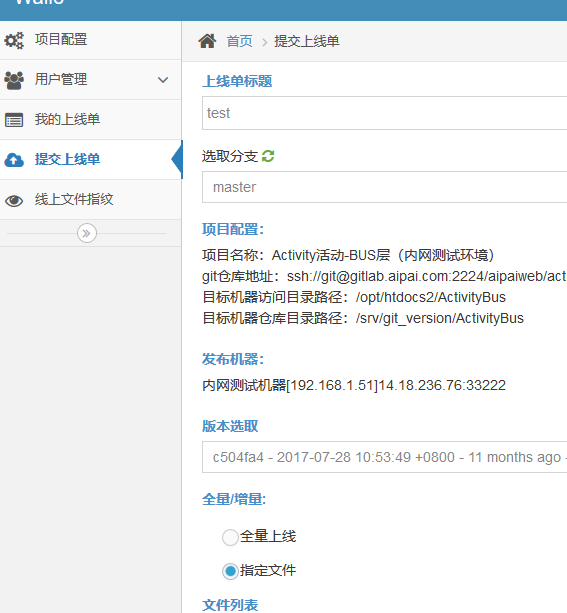 项目配置
用户管理
我的上线单
提交上线单
线上文件指纹
首页 > 提交上线单
上线单标题
test
选取分支
master
项目配置：
项目名称：Activity活动-BUS层（内网测试环境）
git仓库地址：ssh://git@gitlab.aipai.com:2224/aipaiweb/act
目标机器访问目录路径：/opt/htdocs2/ActivityBus
目标机器仓库目录路径：/srv/git_version/ActivityBus
发布机器：
内网测试机器[192.168.1.51]14.18.236.76:33222
版本选取
c504fa4 - 2017-07-28 10:53:49 +0800 - 11 months ago -
全量/增量:
全量上线
指定文件
文件列表